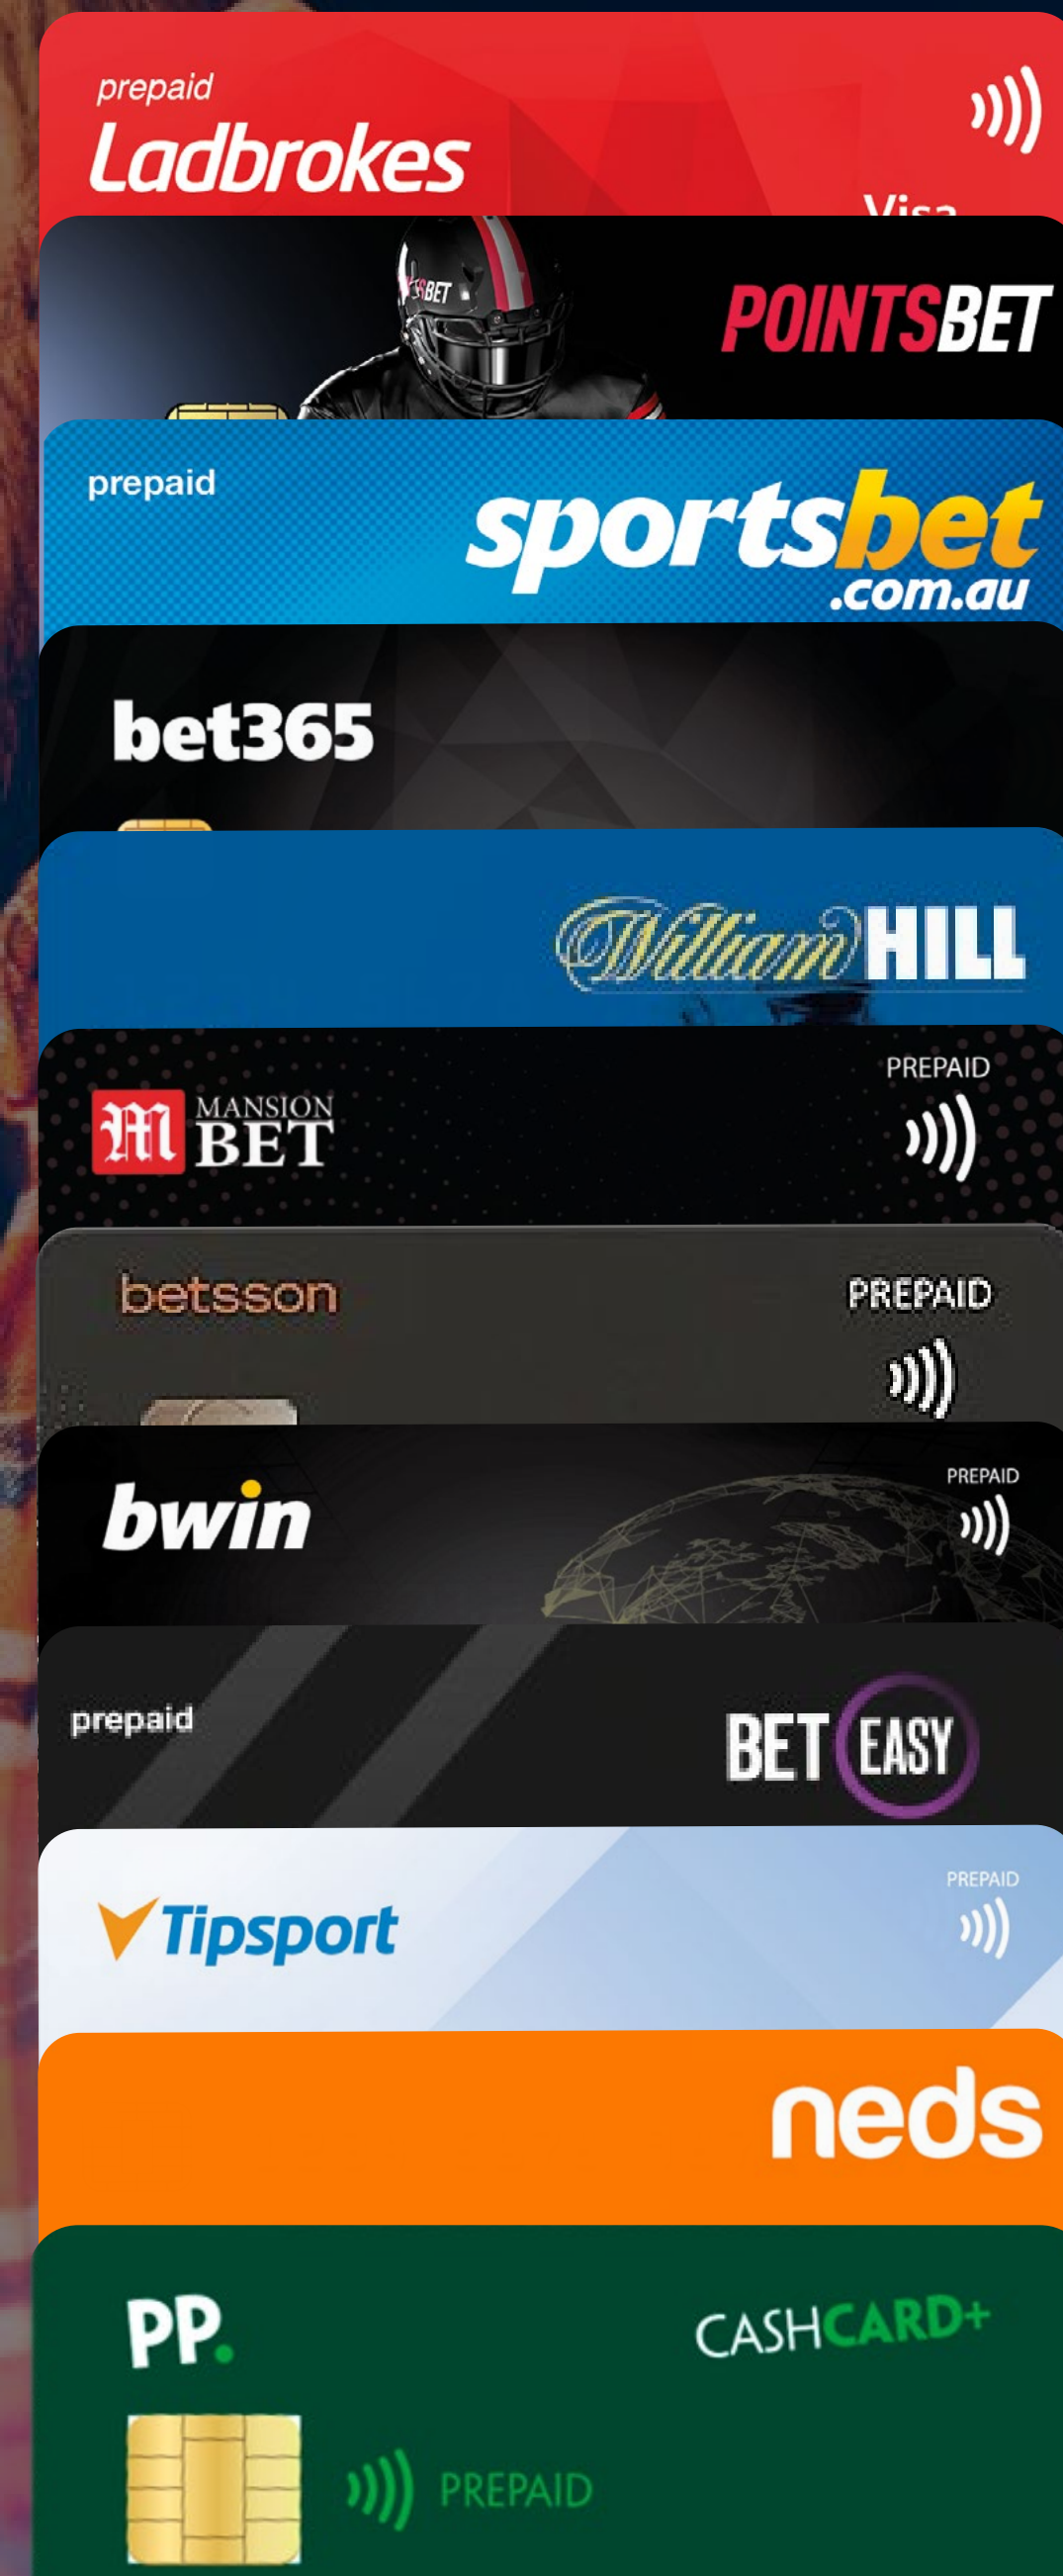 prepaid
Ladbrokes
Visa
POINTSBET
prepaid
sportsbet
.com.au
bet365
William HILL
PREPAID
M MANSION
BET
betsson
PREPAID
bwin
PREPAID
prepaid
BET EASY
Tipsport
PREPAID
neds
PP.
CASHCARD+
PREPAID